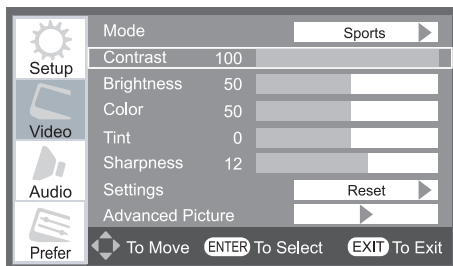 Setup
Video
Audio
Prefer
Mode Sports
Contrast 100
Brightness 50
Color 50
Tint 0
Sharpness 12
Settings Reset
Advanced Picture
To Move ENTER To Select EXIT To Exit